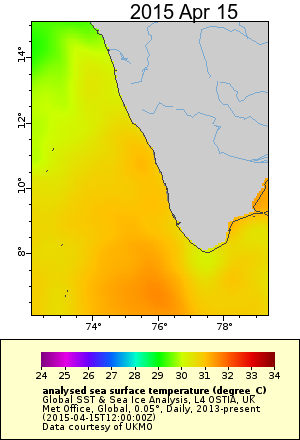 2015 Apr 15
14°
12°
10°
8°
74°
76°
78°
24 25 26 27 28 29 30 31 32 33 34
analysed sea surface temperature (degree_C)
Global SST & Sea Ice Analysis, L4 OSTIA, UK
Met Office, Global, 0.05°, Daily, 2013-present
(2015-04-15T12:00:00Z)
Data courtesy of UKMO